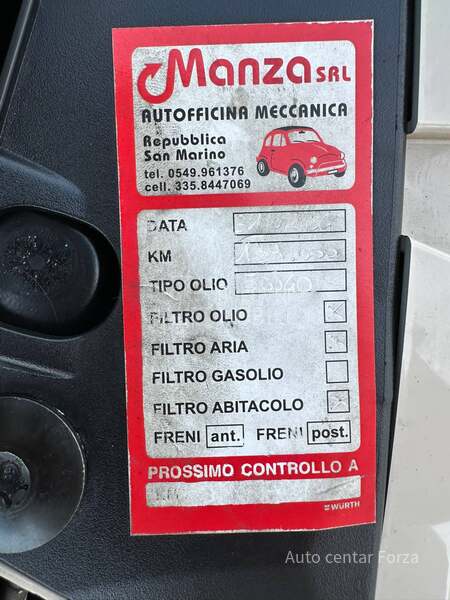 Manza SRL
AUTOFFICINA MECCANICA
Repubblica
San Marino
tel. 0549.961376
cell. 335.8447069
DATA
KM
TIPO OLIO
FILTRO OLIO
FILTRO ARIA
FILTRO GASOLIO
FILTRO ABITACOLO
FRENI ant. FRENI post.
PROSSIMO CONTROLLO A
WÜRTH
Auto centar Forza